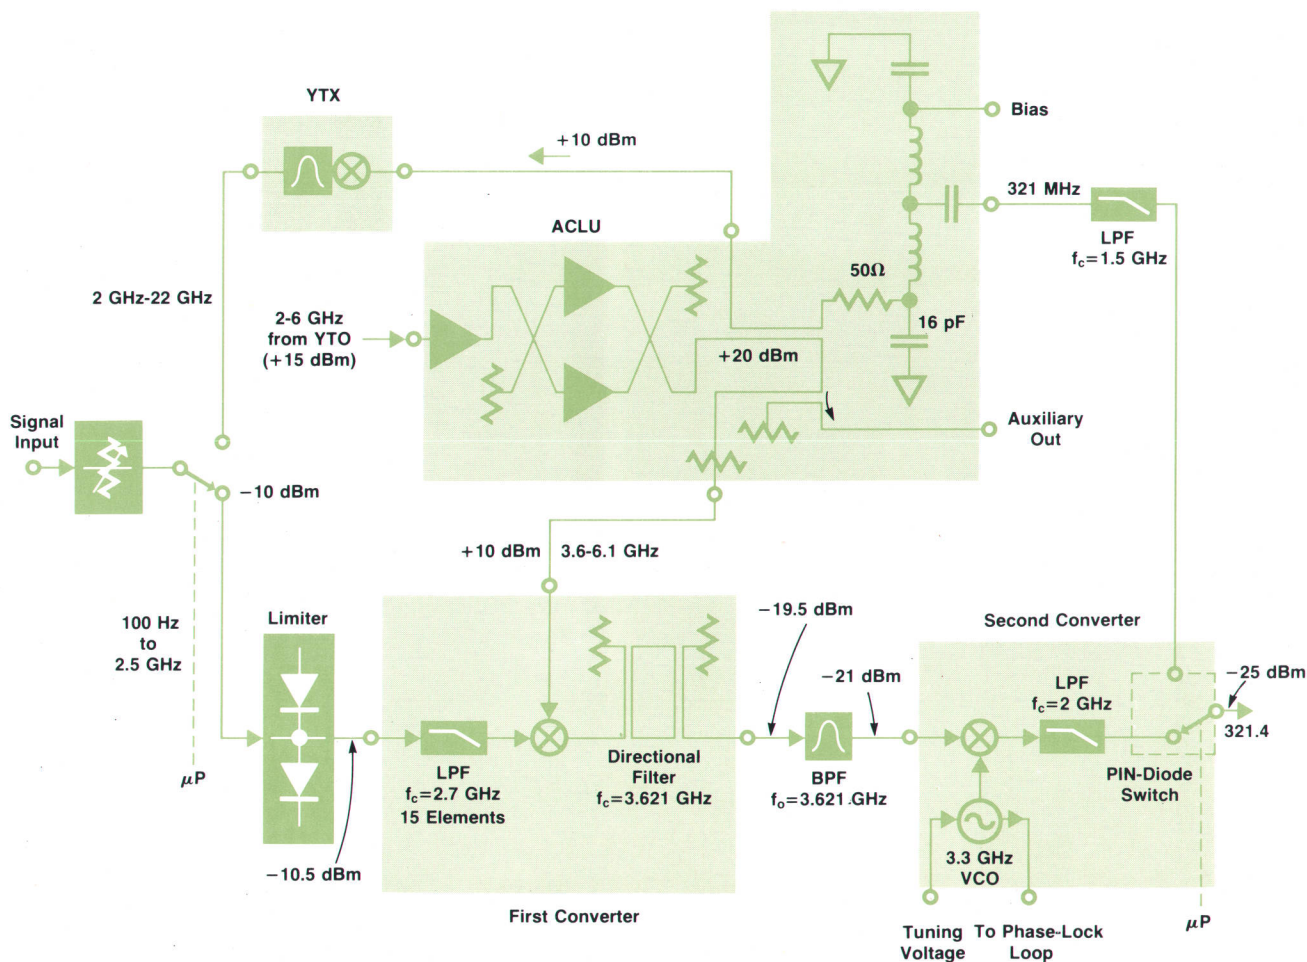 YTX
+10 dBm
Bias
321 MHz
LPF
f_c=1.5 GHz
ACLU
50Ω
16 pF
2 GHz-22 GHz
2-6 GHz
from YTO
(+15 dBm)
+20 dBm
Signal
Input
Auxiliary
Out
−10 dBm
+10 dBm
3.6-6.1 GHz
100 Hz
to
2.5 GHz
Limiter
−19.5 dBm
Second Converter
−21 dBm
LPF
f_c=2 GHz
−25 dBm
321.4
μP
LPF
f_c=2.7 GHz
15 Elements
Directional
Filter
f_c=3.621 GHz
BPF
f_o=3.621 GHz
PIN-Diode
Switch
3.3 GHz
VCO
−10.5 dBm
First Converter
Tuning
Voltage
To Phase-Lock
Loop
μP